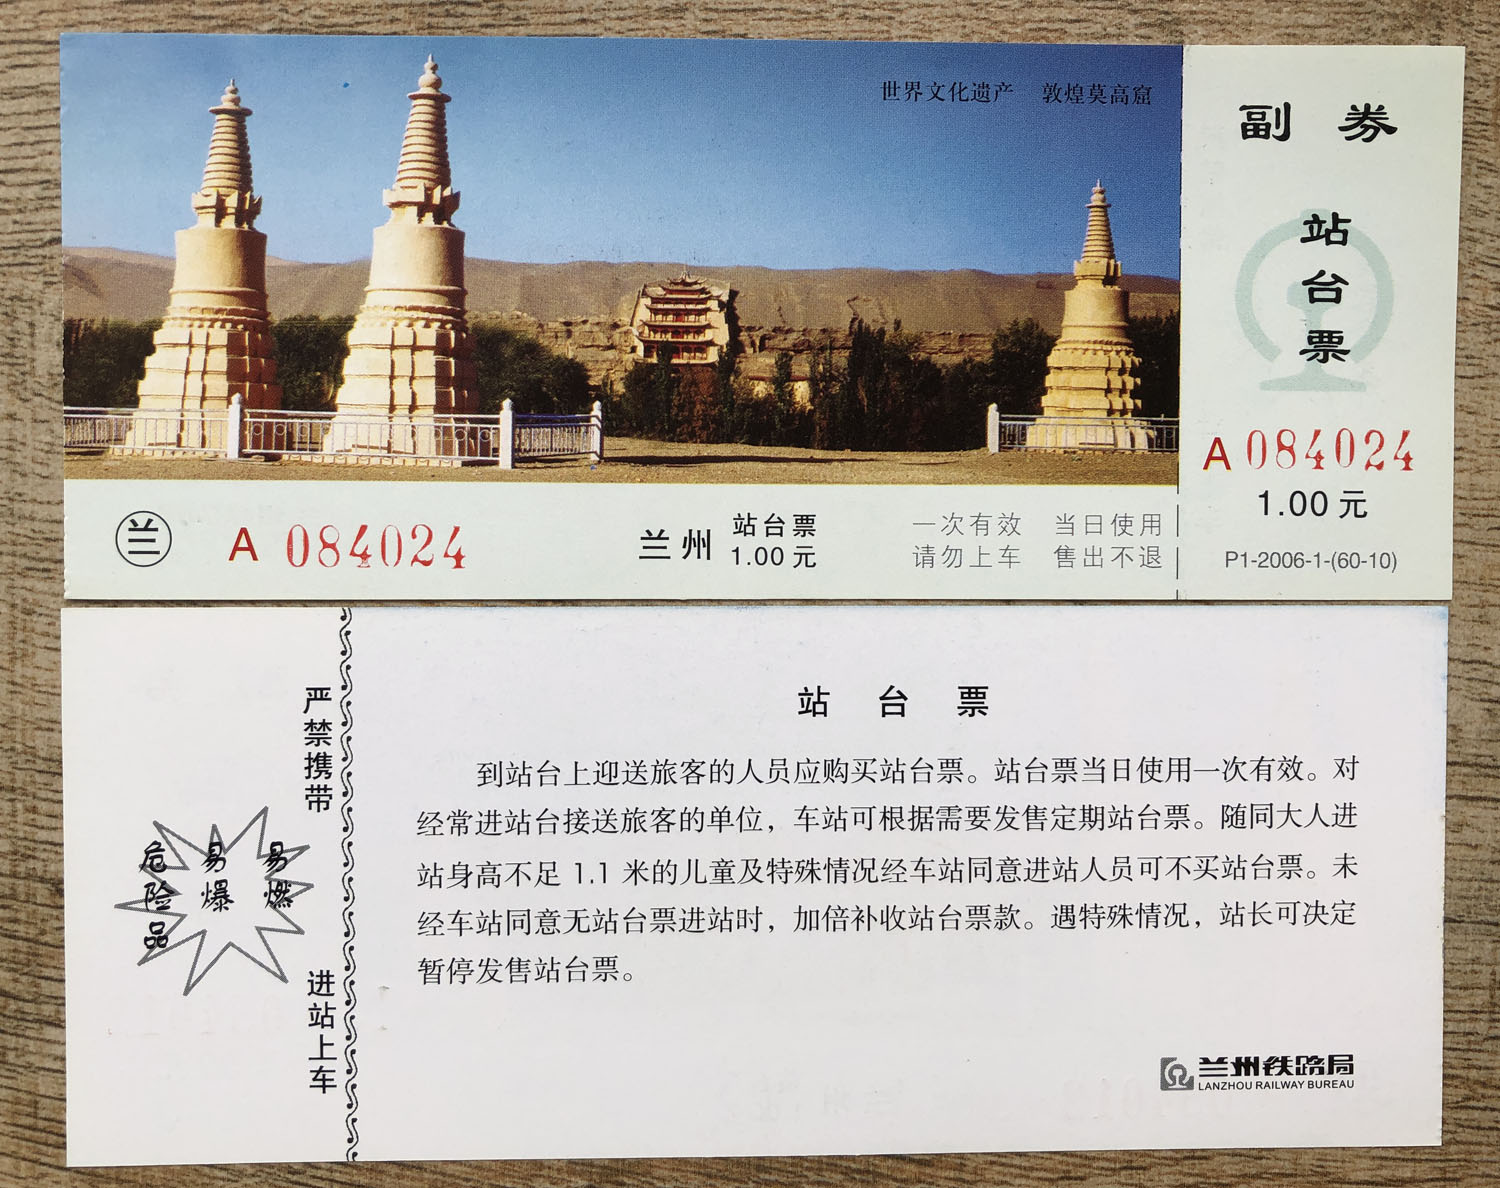 世界文化遗产 敦煌莫高窟
兰
A 084024
兰州
站台票
1.00 元
一次有效 当日使用
请勿上车 售出不退
副 券
站
台
票
A 084024
1.00 元
P1-2006-1-(60-10)
严禁携带
易燃
易爆
危险品
进站上车
站 台 票
到站台上迎送旅客的人员应购买站台票。站台票当日使用一次有效。对
经常进站台接送旅客的单位，车站可根据需要发售定期站台票。随同大人进
站身高不足 1.1 米的儿童及特殊情况经车站同意进站人员可不买站台票。未
经车站同意无站台票进站时，加倍补收站台票款。遇特殊情况，站长可决定
暂停发售站台票。
兰州铁路局
LANZHOU RAILWAY BUREAU